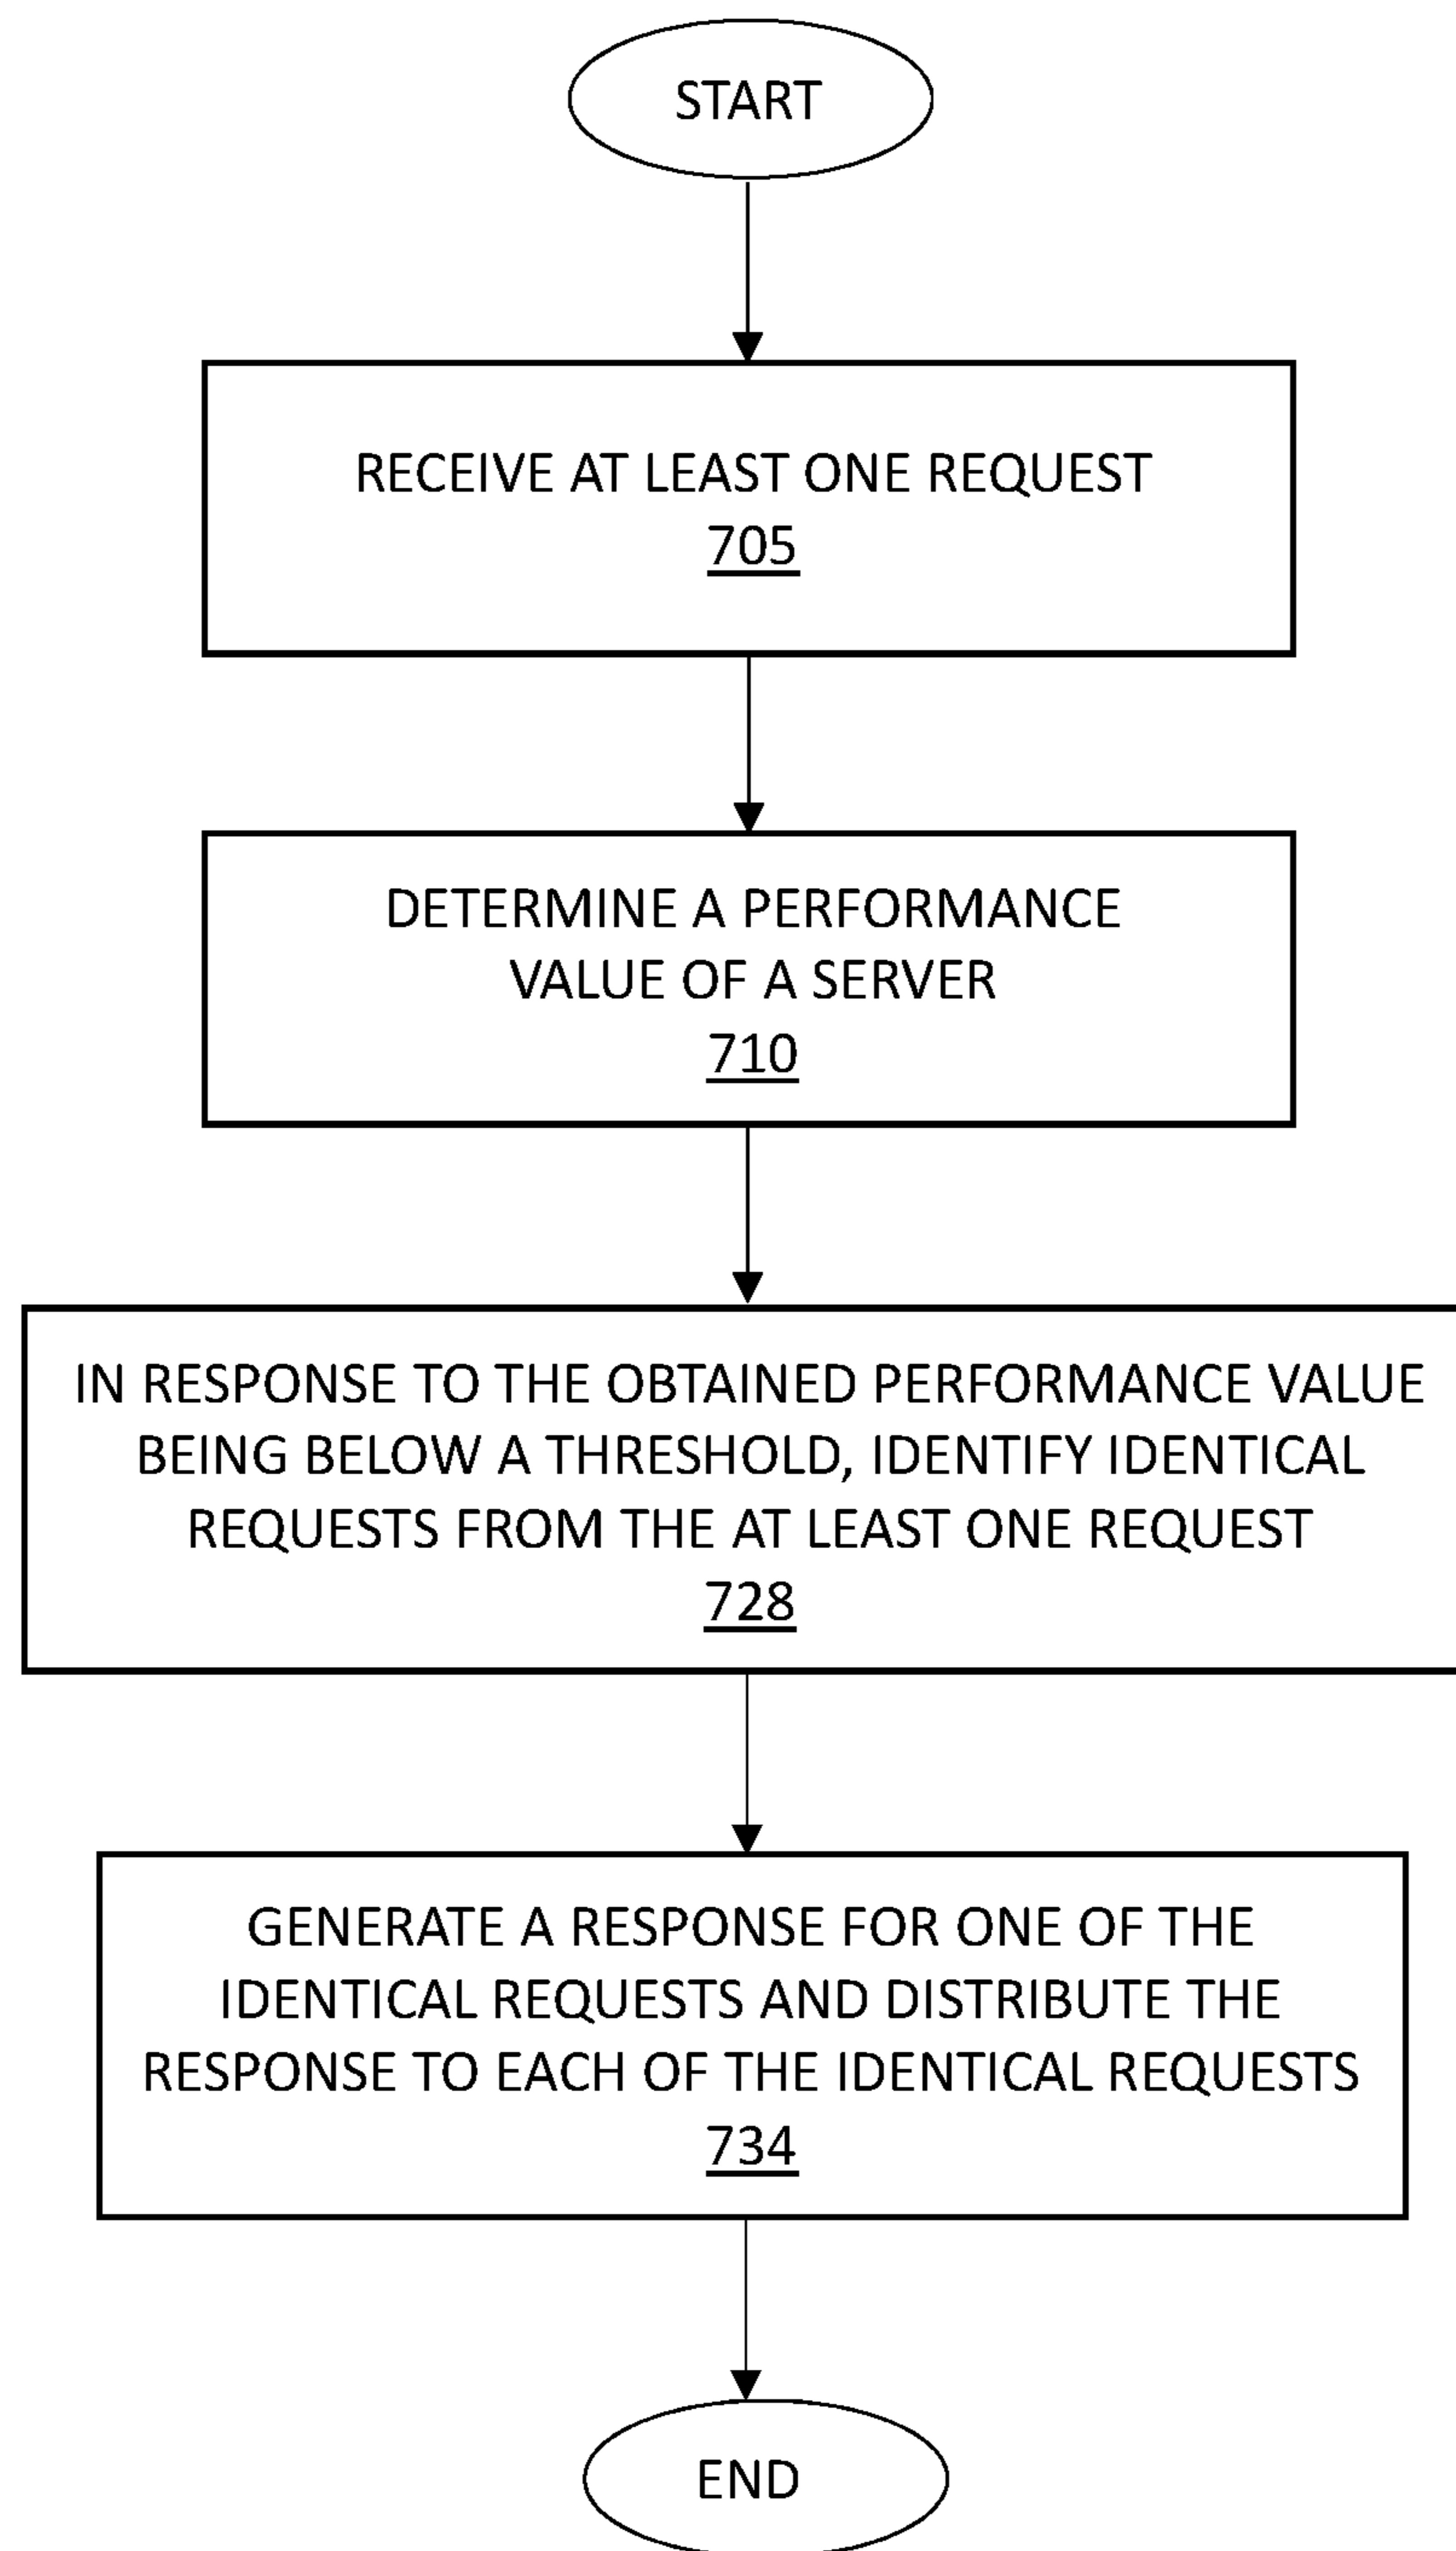 START
RECEIVE AT LEAST ONE REQUEST
705
DETERMINE A PERFORMANCE
VALUE OF A SERVER
710
IN RESPONSE TO THE OBTAINED PERFORMANCE VALUE
BEING BELOW A THRESHOLD, IDENTIFY IDENTICAL
REQUESTS FROM THE AT LEAST ONE REQUEST
728
GENERATE A RESPONSE FOR ONE OF THE
IDENTICAL REQUESTS AND DISTRIBUTE THE
RESPONSE TO EACH OF THE IDENTICAL REQUESTS
734
END